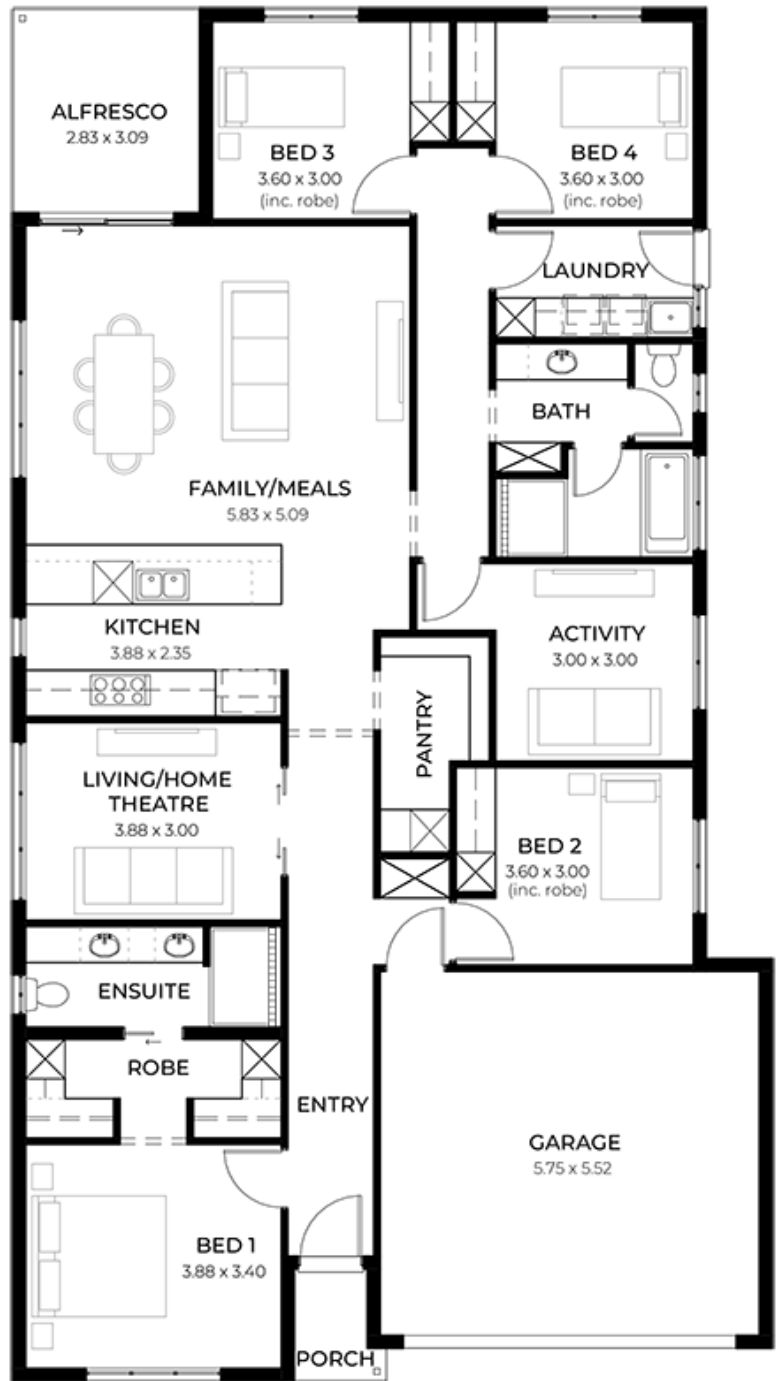 ALFRESCO
2.83 x 3.09
BED 3
3.60 x 3.00
(inc. robe)
BED 4
3.60 x 3.00
(inc. robe)
LAUNDRY
BATH
FAMILY/MEALS
5.83 x 5.09
KITCHEN
3.88 x 2.35
ACTIVITY
3.00 x 3.00
PANTRY
LIVING/HOME
THEATRE
3.88 x 3.00
BED 2
3.60 x 3.00
(inc. robe)
ENSUITE
ROBE
ENTRY
GARAGE
5.75 x 5.52
BED 1
3.88 x 3.40
PORCH